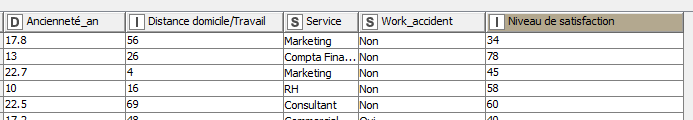 D Ancienneté_an I Distance domicile/Travail S Service S Work_accident I Niveau de satisfaction
17.8 56 Marketing Non 34
13 26 Compta Fina... Non 78
22.7 4 Marketing Non 45
10 16 RH Non 58
22.5 69 Consultant Non 60